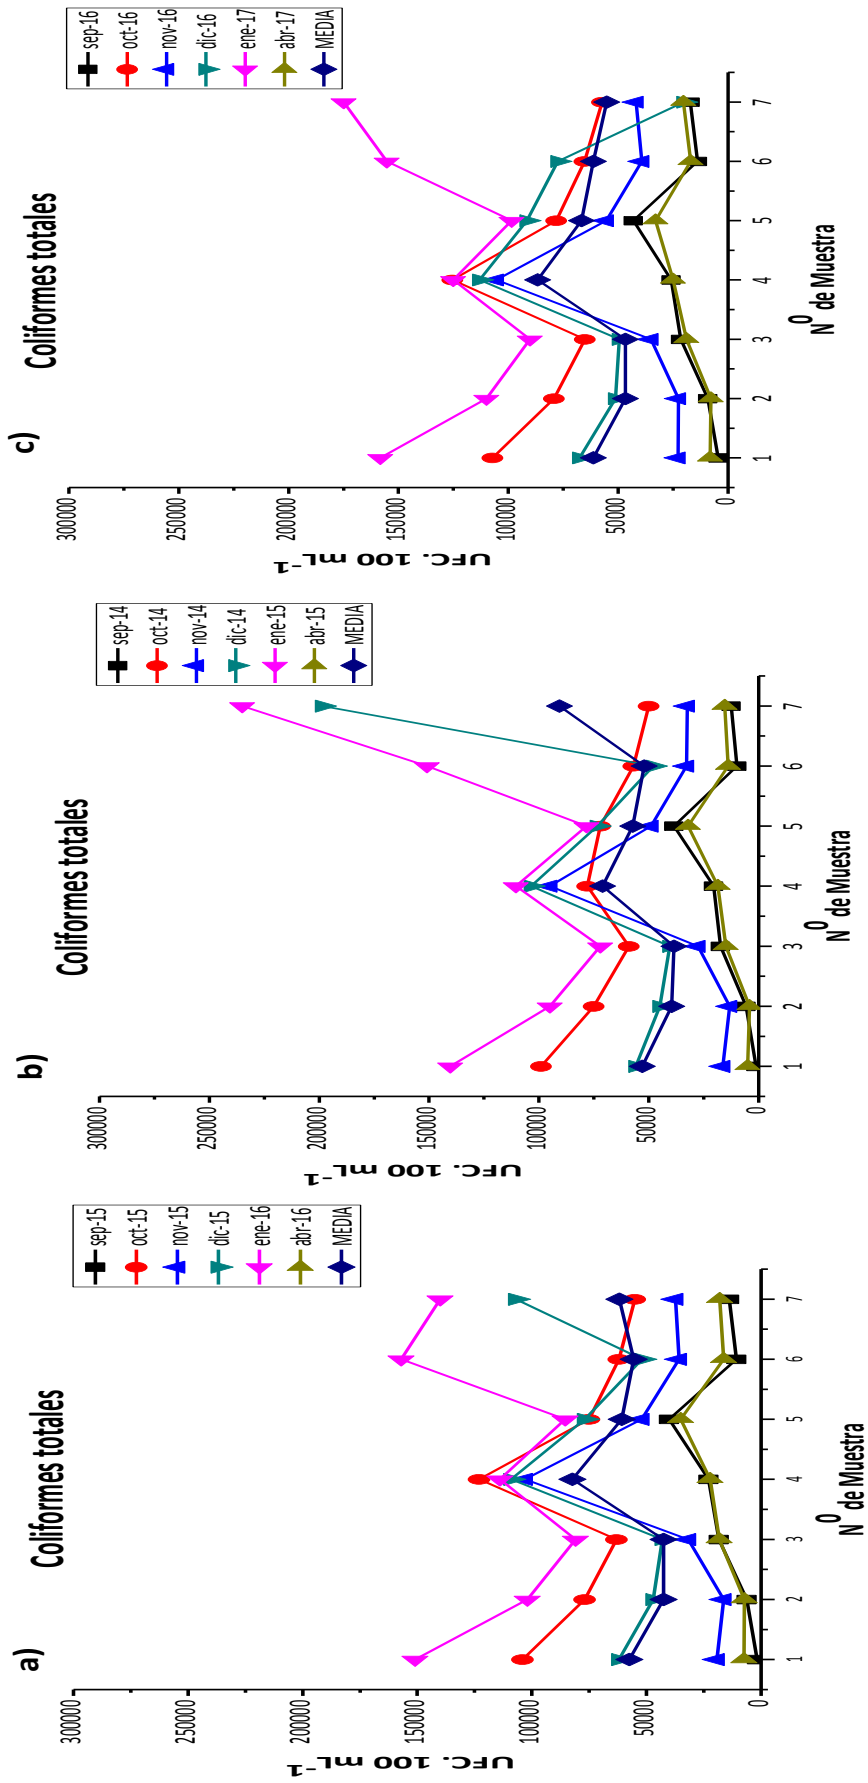 a)
Coliformes totales
sep-15
oct-15
nov-15
dic-15
ene-16
abr-16
MEDIA
300000
250000
200000
150000
100000
50000
0
UFC. 100 mL-1
1 2 3 4 5 6 7
NO de Muestra
b)
Coliformes totales
sep-14
oct-14
nov-14
dic-14
ene-15
abr-15
MEDIA
300000
250000
200000
150000
100000
50000
0
UFC. 100 mL-1
1 2 3 4 5 6 7
NO de Muestra
c)
Coliformes totales
sep-16
oct-16
nov-16
dic-16
ene-17
abr-17
MEDIA
300000
250000
200000
150000
100000
50000
0
UFC. 100 mL-1
1 2 3 4 5 6 7
NO de Muestra